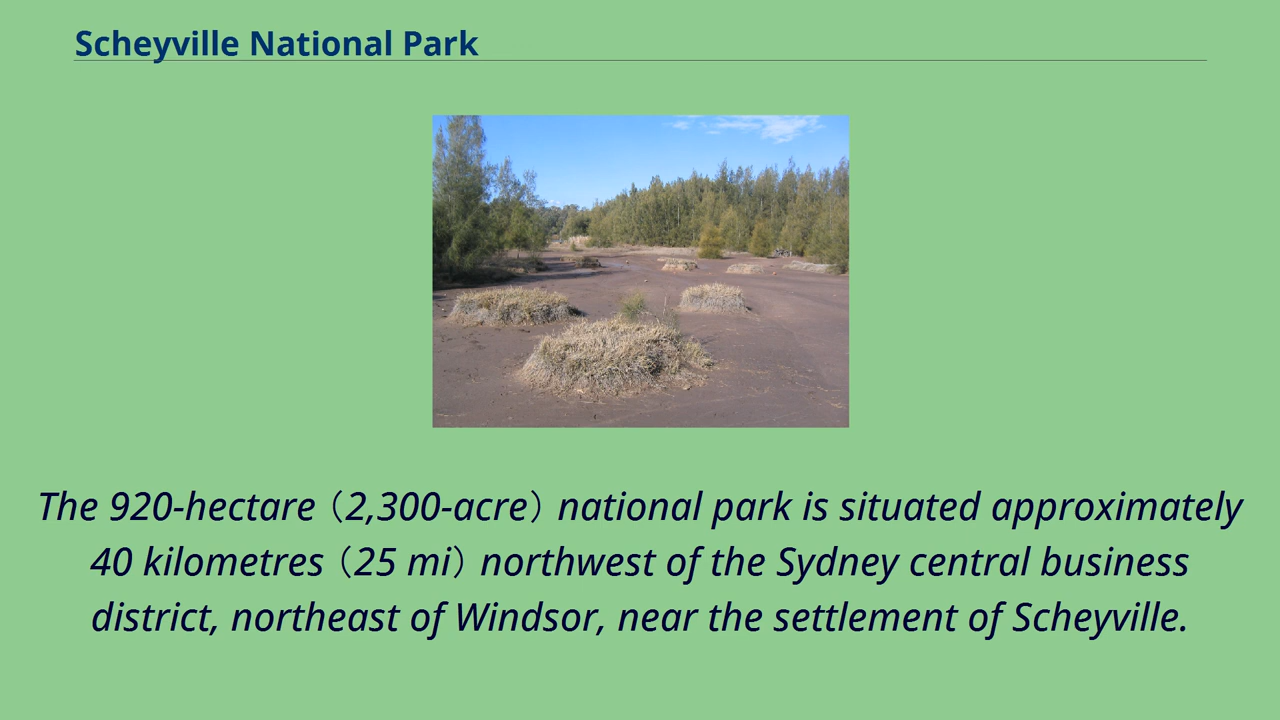 Scheyville National Park
The 920-hectare（2,300-acre）national park is situated approximately
40 kilometres（25 mi）northwest of the Sydney central business
district, northeast of Windsor, near the settlement of Scheyville.